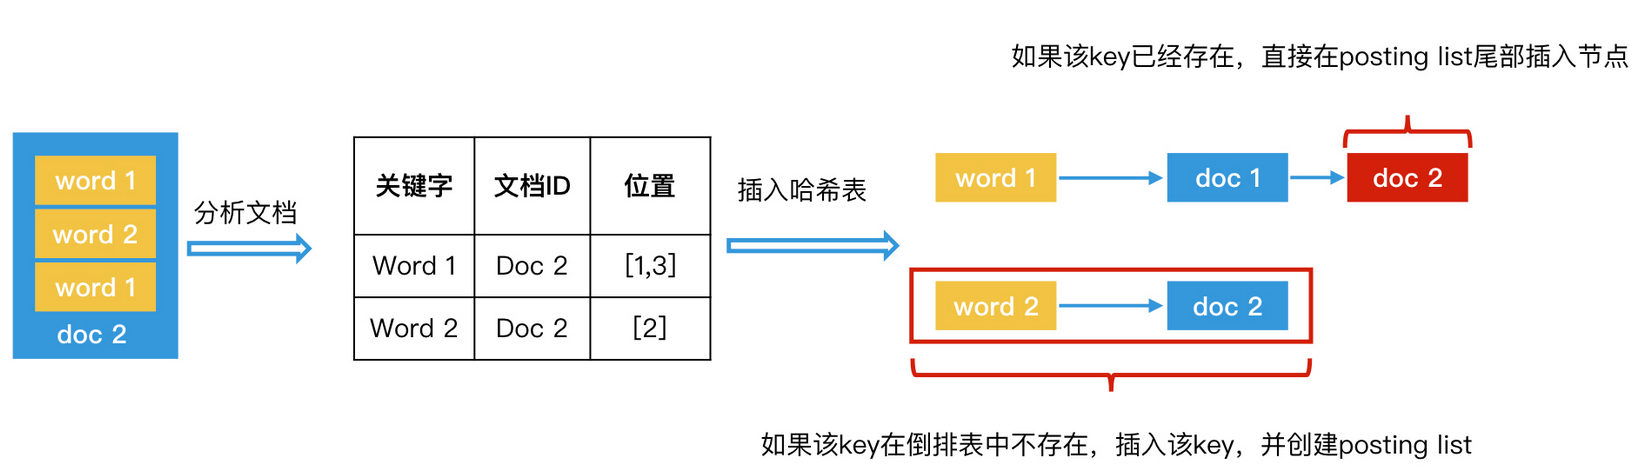 如果该key已经存在，直接在posting list尾部插入节点
word 1
word 2
word 1
doc 2
分析文档
关键字 文档ID 位置
Word 1 Doc 2 [1,3]
Word 2 Doc 2 [2]
插入哈希表
word 1 doc 1 doc 2
word 2 doc 2
如果该key在倒排表中不存在，插入该key，并创建posting list